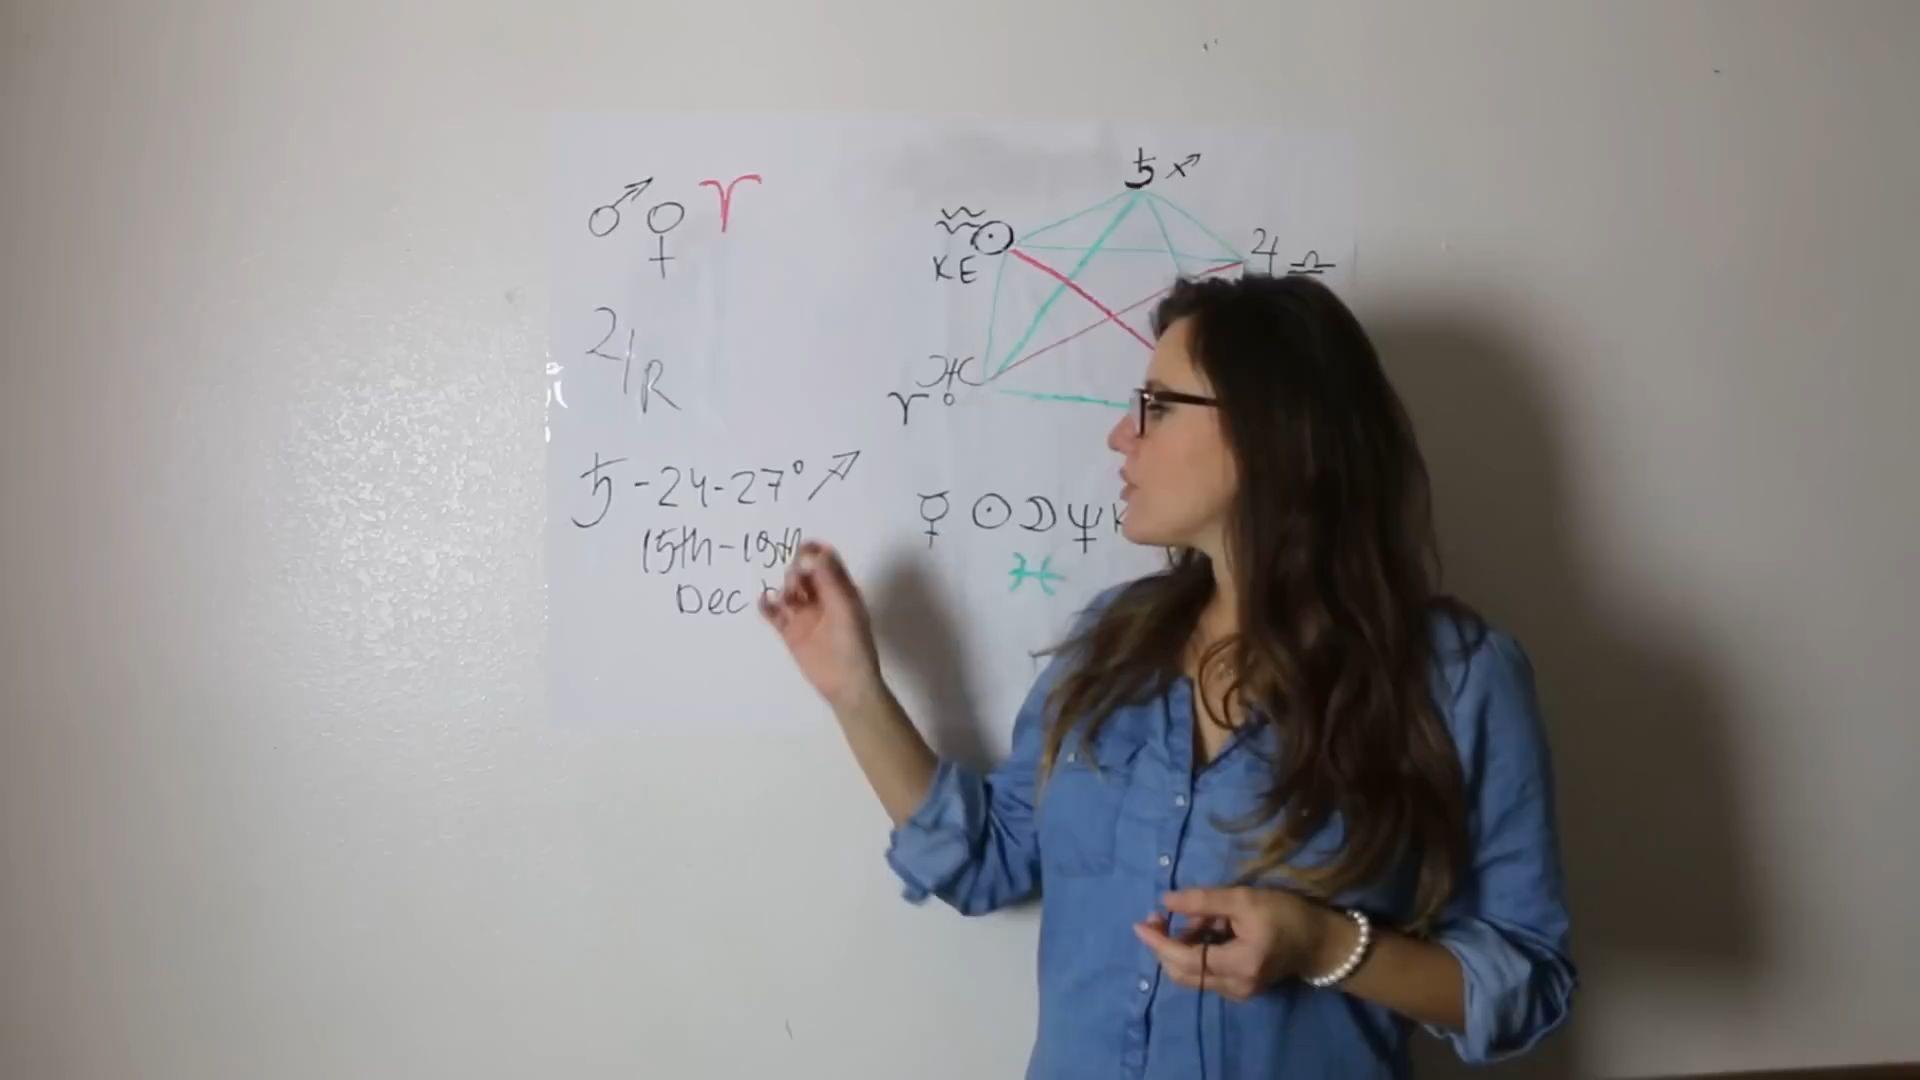 ♂ ♀ ♈
♃ R
♄ - 24 - 27° ♐
15th - 19th
Dec
♄ ♐
♒ ☉
KE
♃ ♎
♈ °
☿ ☉ ☽ ♆ K
♓